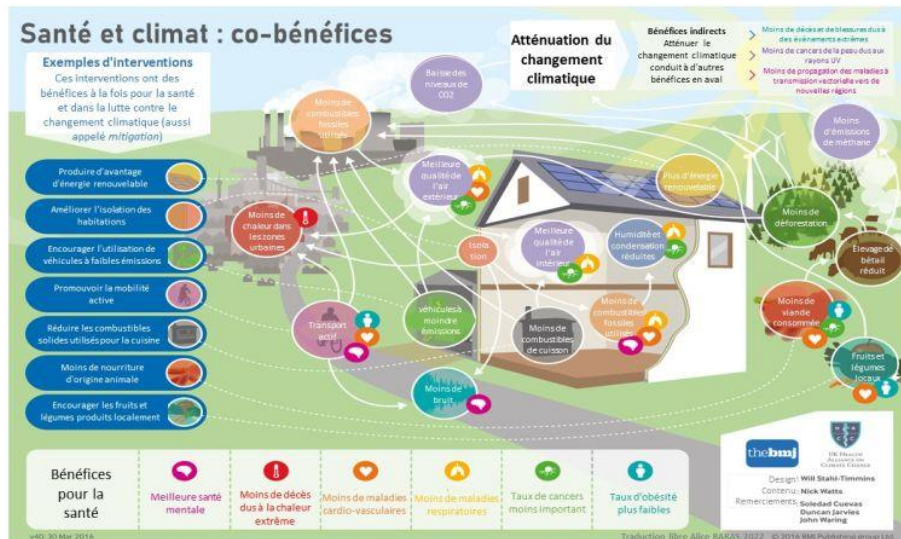 Santé et climat : co-bénéfices
Exemples d'interventions
Ces interventions ont des
bénéfices à la fois pour la santé
et dans la lutte contre le
changement climatique (aussi
appelé mitigation)
Produire d'avantage
d'énergie renouvelable
Améliorer l'isolation des
habitations
Encourager l'utilisation de
véhicules à faibles émissions
Promouvoir la mobilité
active
Réduire les combustibles
solides utilisés pour la cuisine
Moins de nourriture
d'origine animale
Encourager les fruits et
légumes produits localement
Atténuation du
changement
climatique
Bénéfices indirects
Atténuer le
changement climatique
conduit à d'autres
bénéfices en aval
Moins de décès et de blessures dus à
des événements extrêmes
Moins de cancers de la peau dus aux
rayons UV
Moins de propagation des maladies à
transmission vectorielle vers de
nouvelles régions
Baisse des
niveaux de
CO2
Moins de
combustibles
fossiles
utilisés
Moins
d'émissions
de méthane
Meilleure
qualité de
l'air
extérieur
Plus d'énergie
renouvelable
Moins de
chaleur dans
les zones
urbaines
Isola
tion
Meilleure
qualité de
l'air
intérieur
Humidité et
condensation
réduites
Moins de
déforestation
Élevage de
bétail
réduit
Transport
actif
véhicules à
moindre
émissions
Moins de
combustibles
de cuisson
Moins de
combustibles
fossiles
utilisés
Moins de
viande
consommée
Fruits et
légumes
locaux
Moins de
bruit
Bénéfices
pour la
santé
Meilleure santé
mentale
Moins de décès
dus à la chaleur
extrême
Moins de maladies
cardio-vasculaires
Moins de maladies
respiratoires
Taux de cancers
moins important
Taux d'obésité
plus faibles
thebmj
UK HEALTH
ALLIANCE ON
CLIMATE CHANGE
Design: Will Stahl-Timmins
Contenu: Nick Watts
Remerciements: Soledad Cuevas
Duncan Jarvies
John Waring
v40. 30 Mar 2016
Traduction libre Alice BARAS, 2022 © 2016 BMJ Publishing group Ltd.